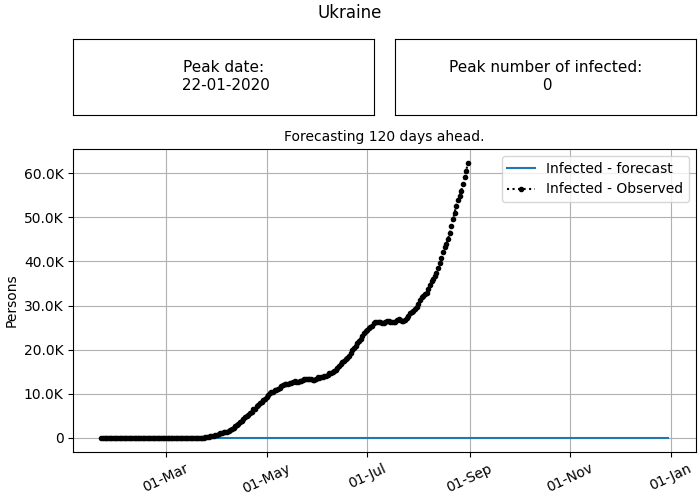 Ukraine
Peak date:
22-01-2020
Peak number of infected:
0
Forecasting 120 days ahead.
Infected - forecast
Infected - Observed
Persons
60.0K
50.0K
40.0K
30.0K
20.0K
10.0K
0
01-Mar
01-May
01-Jul
01-Sep
01-Nov
01-Jan